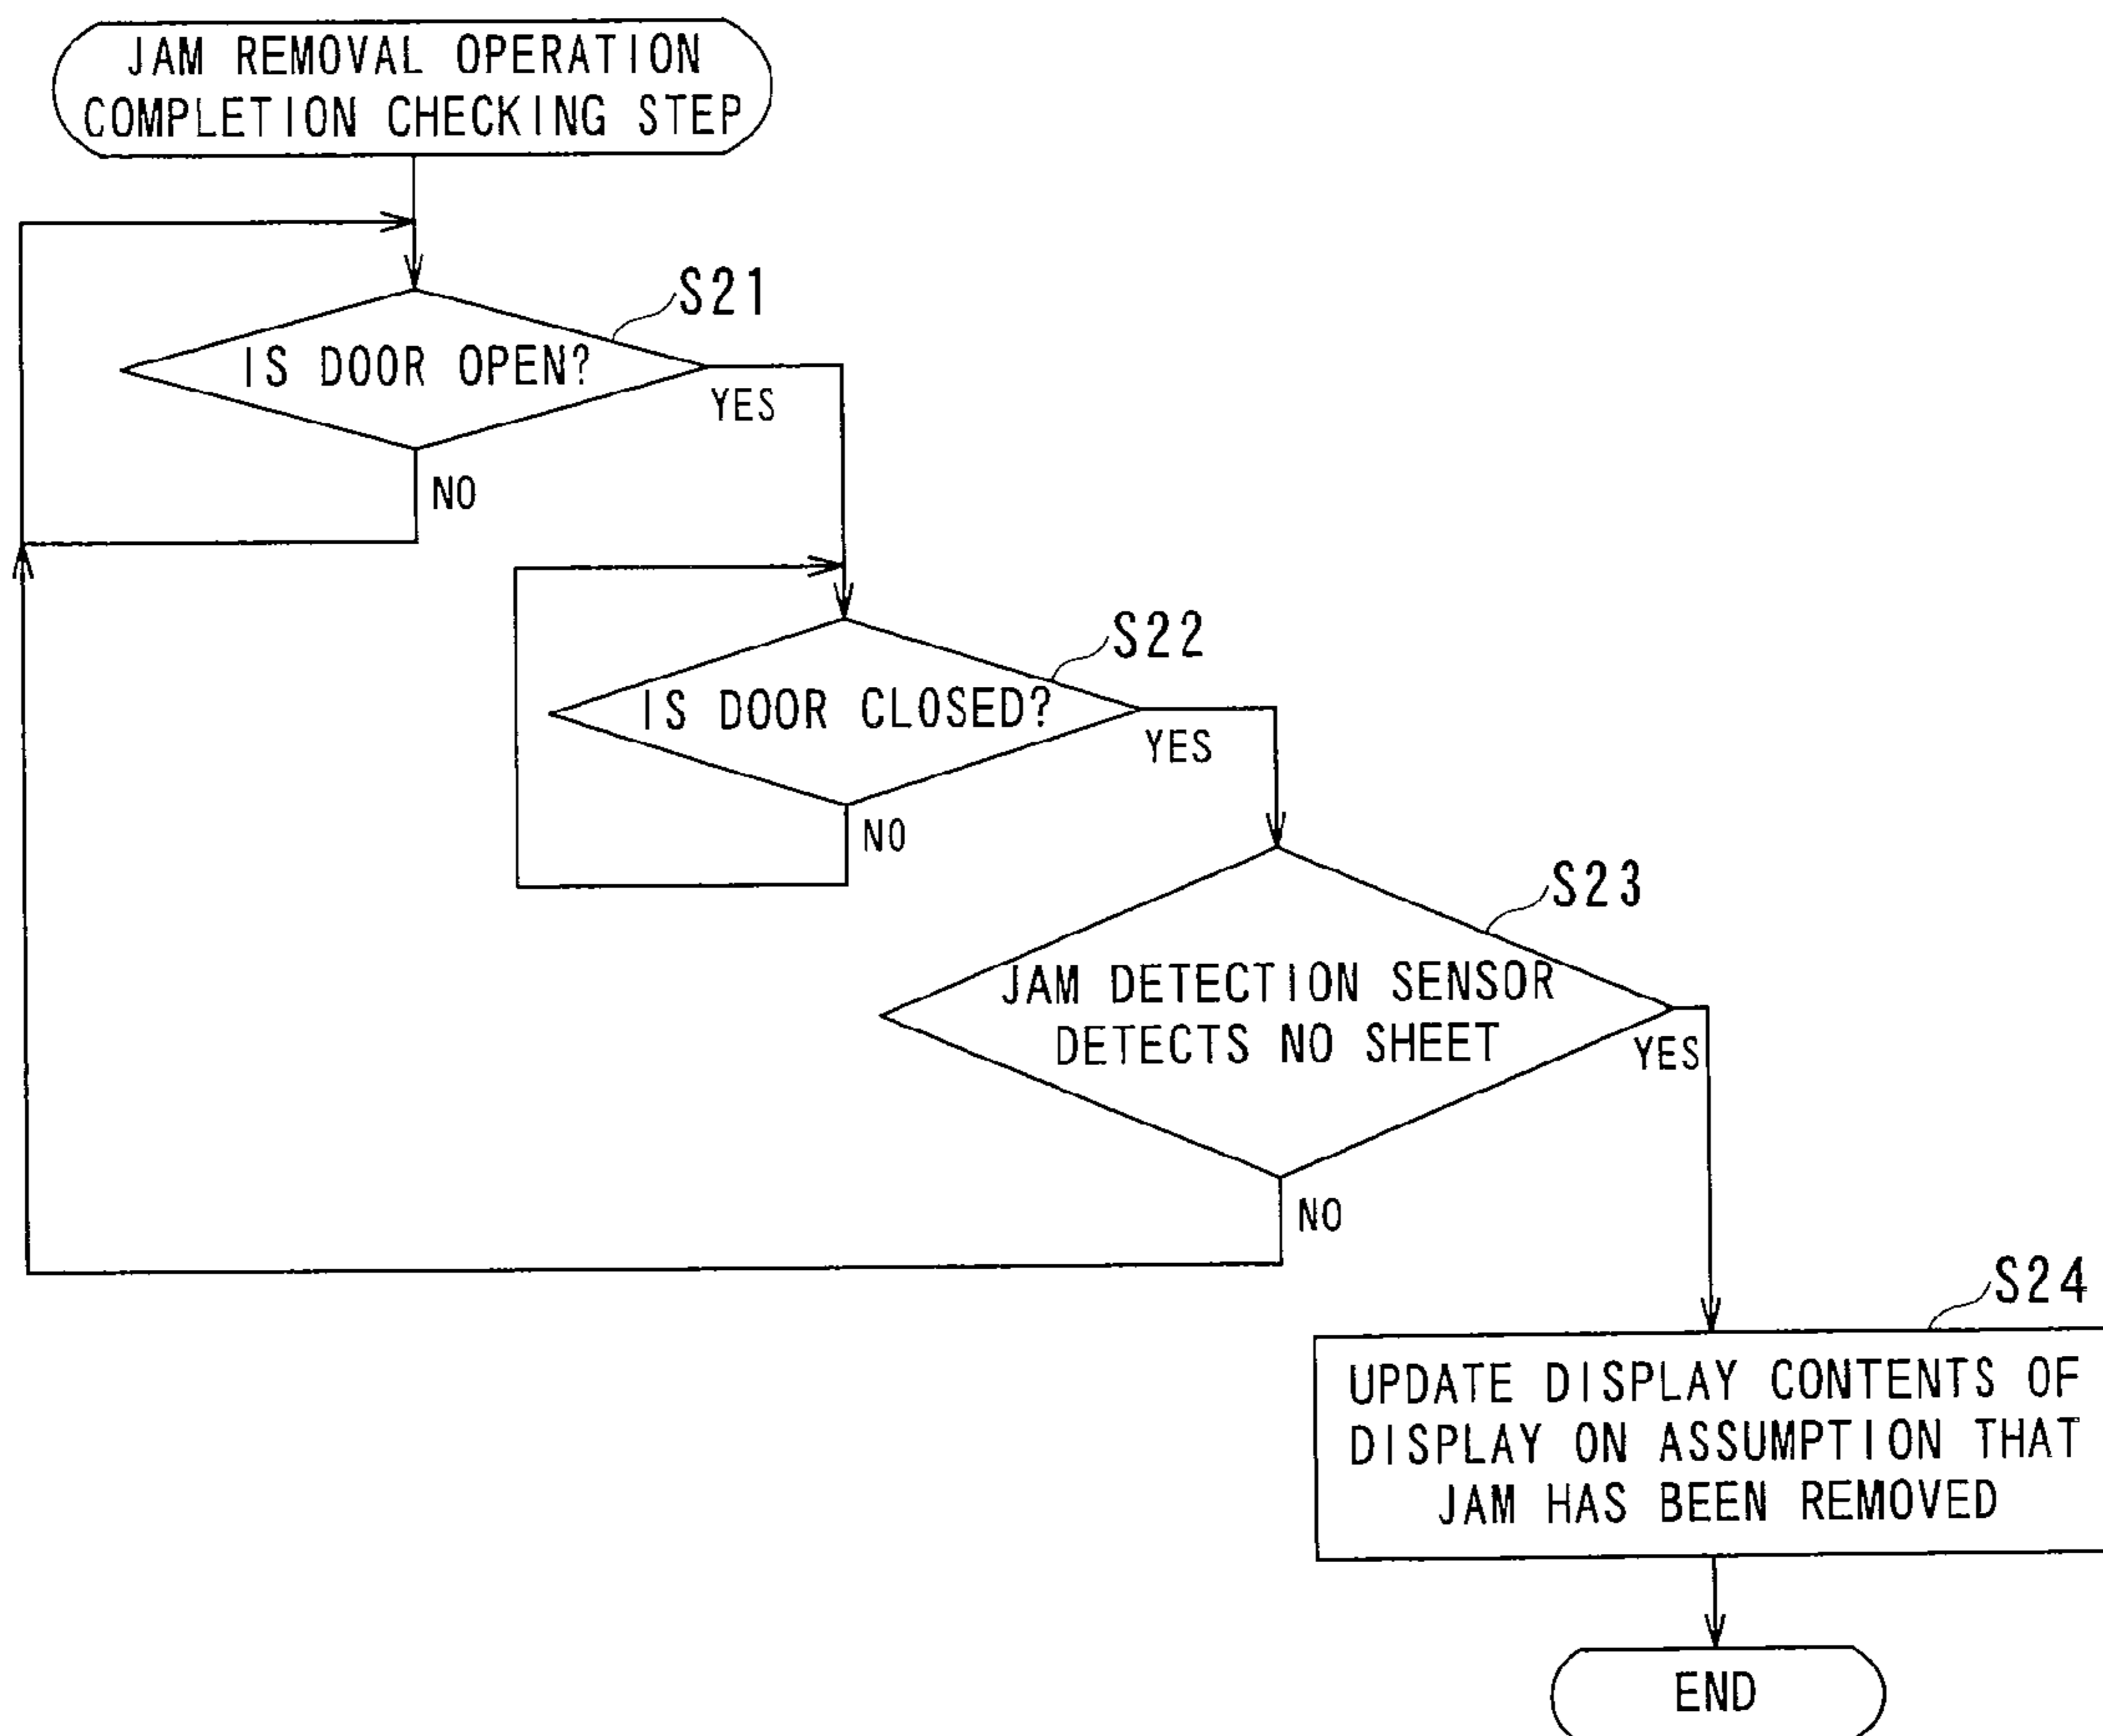 JAM REMOVAL OPERATION
COMPLETION CHECKING STEP
S21
IS DOOR OPEN?
YES
NO
S22
IS DOOR CLOSED?
YES
NO
S23
JAM DETECTION SENSOR
DETECTS NO SHEET
YES
NO
S24
UPDATE DISPLAY CONTENTS OF
DISPLAY ON ASSUMPTION THAT
JAM HAS BEEN REMOVED
END